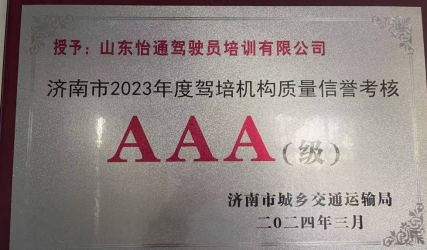 授予：山东怡通驾驶员培训有限公司
济南市2023年度驾培机构质量信誉考核
AAA(级)
济南市城乡交通运输局
二〇二四年三月